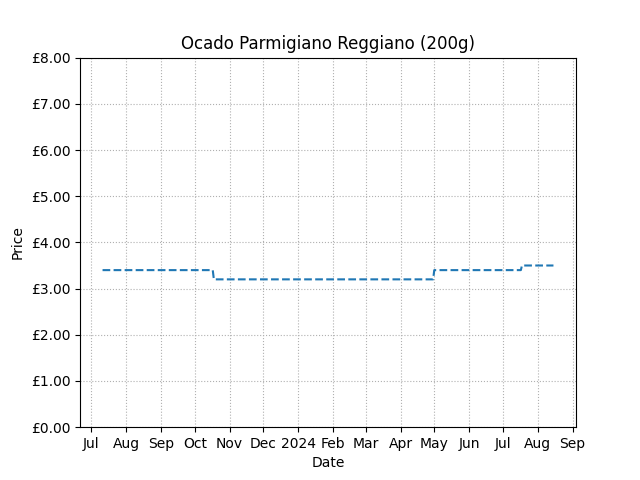 Ocado Parmigiano Reggiano (200g)
£8.00
£7.00
£6.00
£5.00
£4.00
£3.00
£2.00
£1.00
£0.00
Price
Jul Aug Sep Oct Nov Dec 2024 Feb Mar Apr May Jun Jul Aug Sep
Date